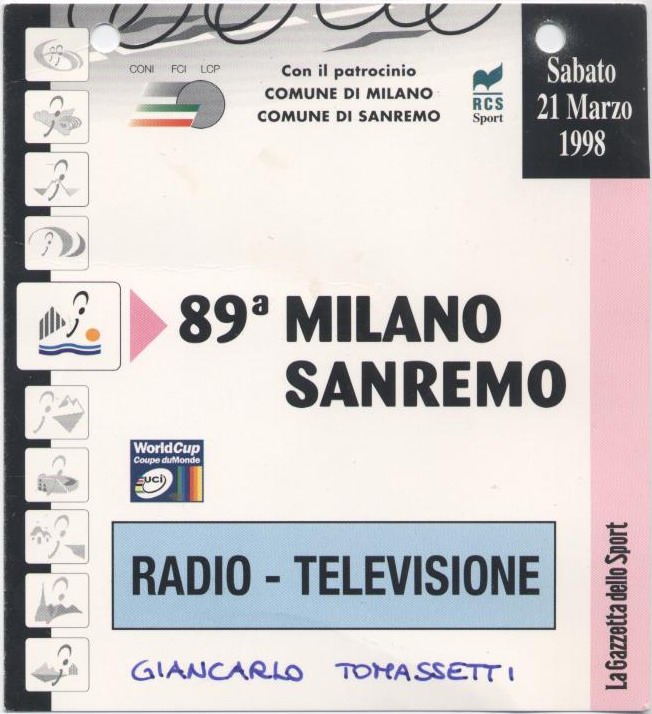 CONI FCI LCP
Con il patrocinio
COMUNE DI MILANO
COMUNE DI SANREMO
RCS
Sport
Sabato
21 Marzo
1998
89ª MILANO
SANREMO
WorldCup
Coupe duMonde
UCI
RADIO - TELEVISIONE
GIANCARLO TOMASSETTI
La Gazzetta dello Sport